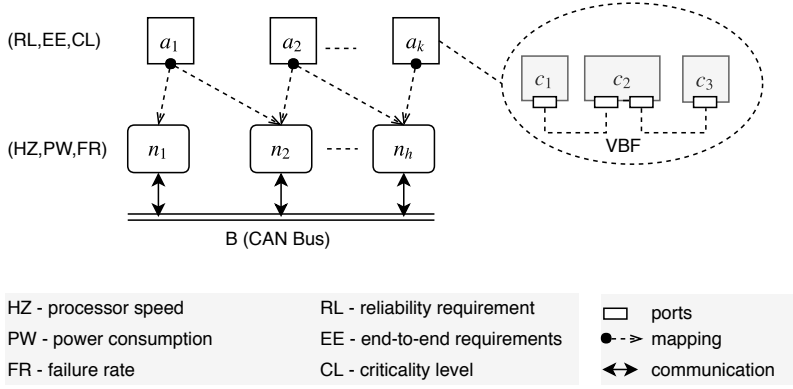 (RL,EE,CL) a1 a2 ak
c1 c2 c3
VBF
(HZ,PW,FR) n1 n2 nh
B (CAN Bus)
HZ - processor speed RL - reliability requirement ports
PW - power consumption EE - end-to-end requirements mapping
FR - failure rate CL - criticality level communication